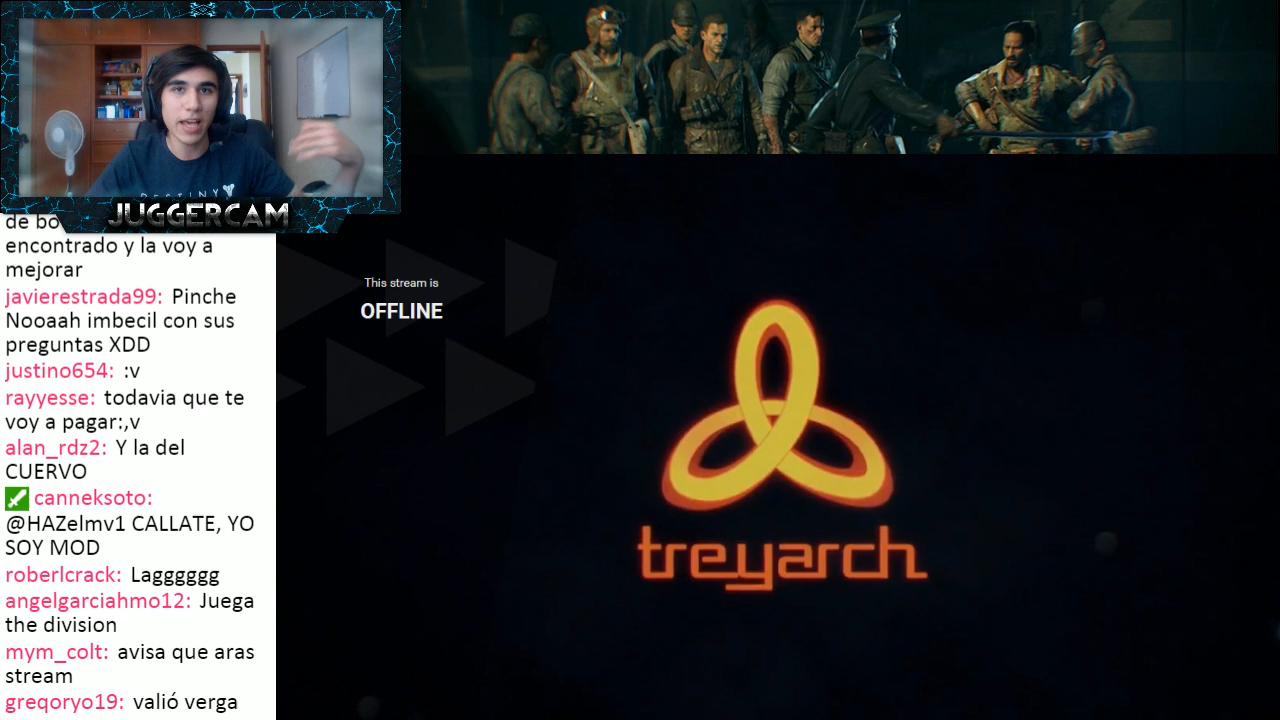 DESTINY
JUGGERCAM
de bo
encontrado y la voy a
mejorar
javierestrada99: Pinche
Nooaah imbecil con sus
preguntas XDD
justino654: :v
rayyesse: todavia que te
voy a pagar:,v
alan_rdz2: Y la del
CUERVO
canneksoto:
@HAZelmv1 CALLATE, YO
SOY MOD
roberlcrack: Lagggggg
angelgarciahmo12: Juega
the division
mym_colt: avisa que aras
stream
greqoryo19: valió verga
This stream is
OFFLINE
treyarch